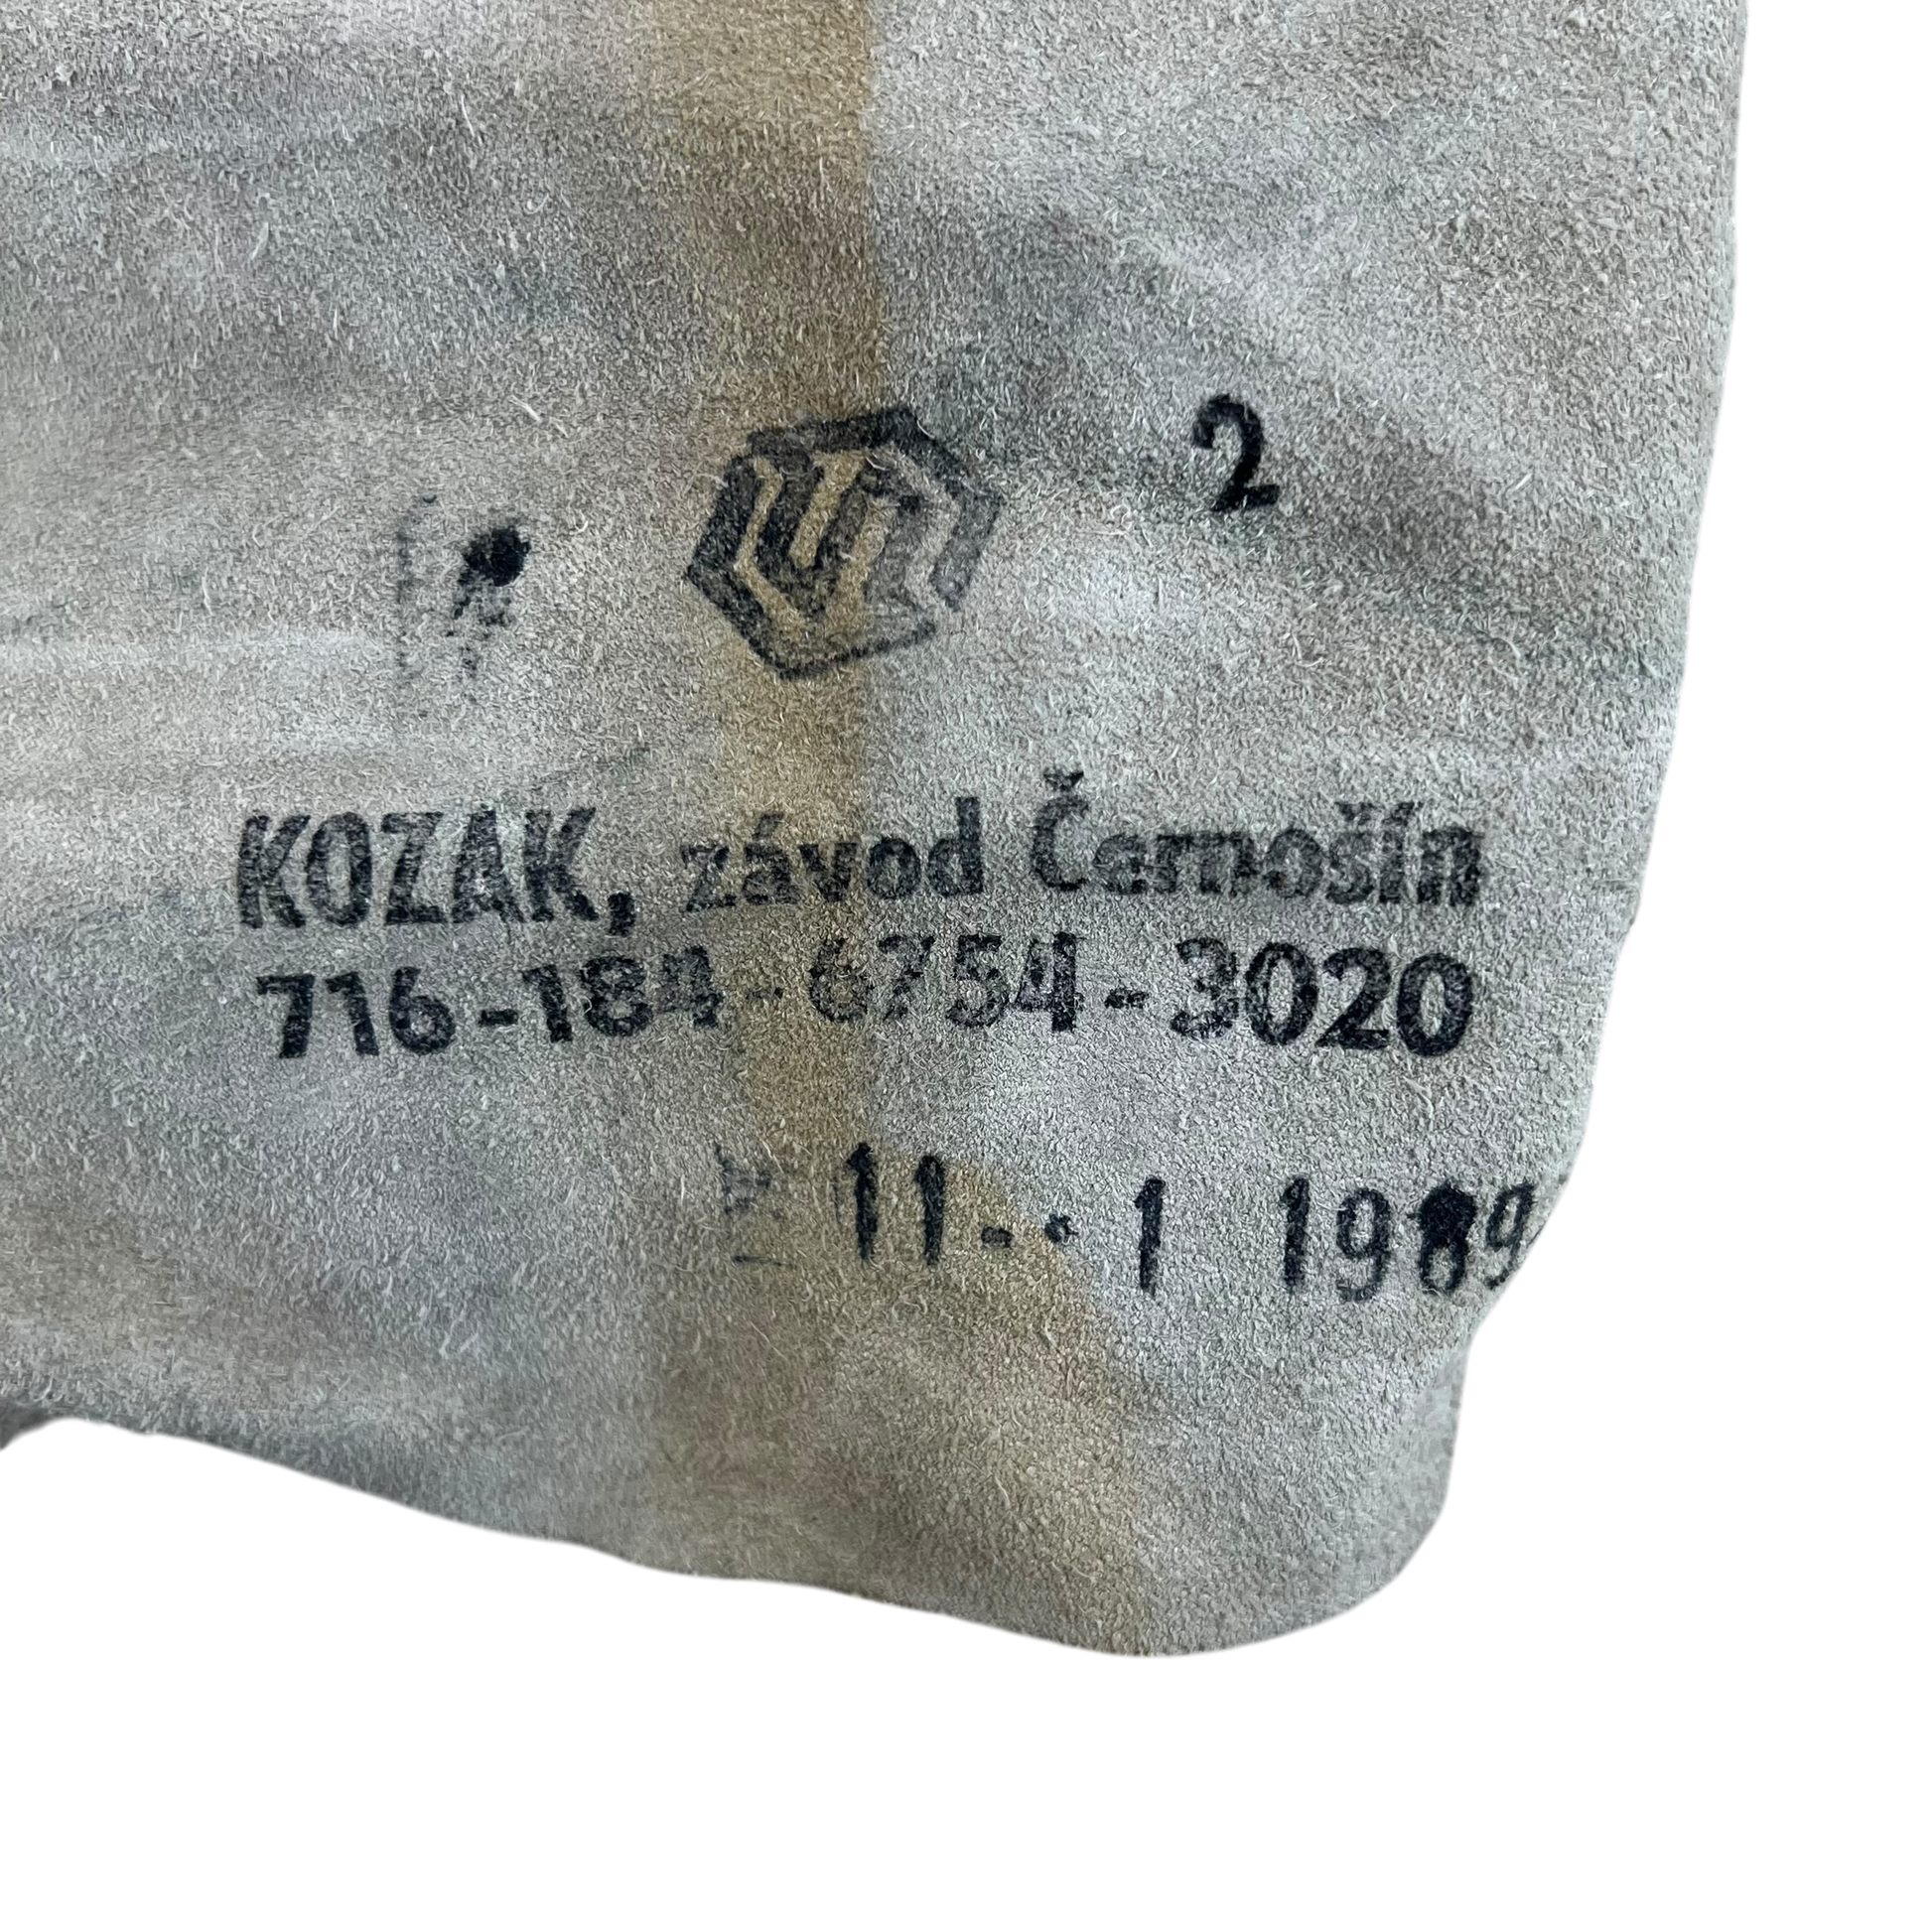 2
KOZAK, závod Černošín
716-184-6754-3020
11.. 1 1989